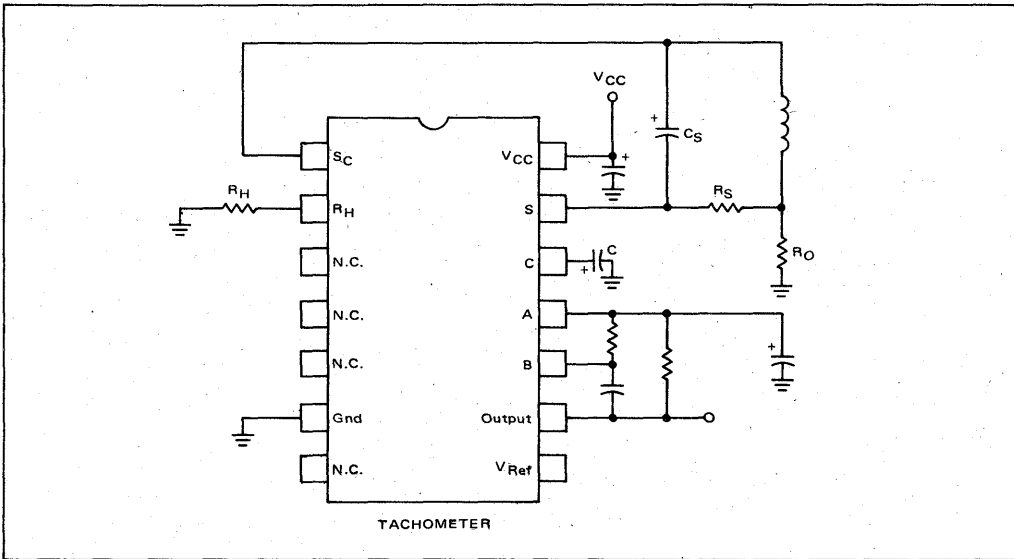 VCC
+
CS
SC
VCC
+
RH
RH
S
RS
N.C.
C
+
C
RO
N.C.
A
+
N.C.
B
Gnd
Output
N.C.
VRef
TACHOMETER